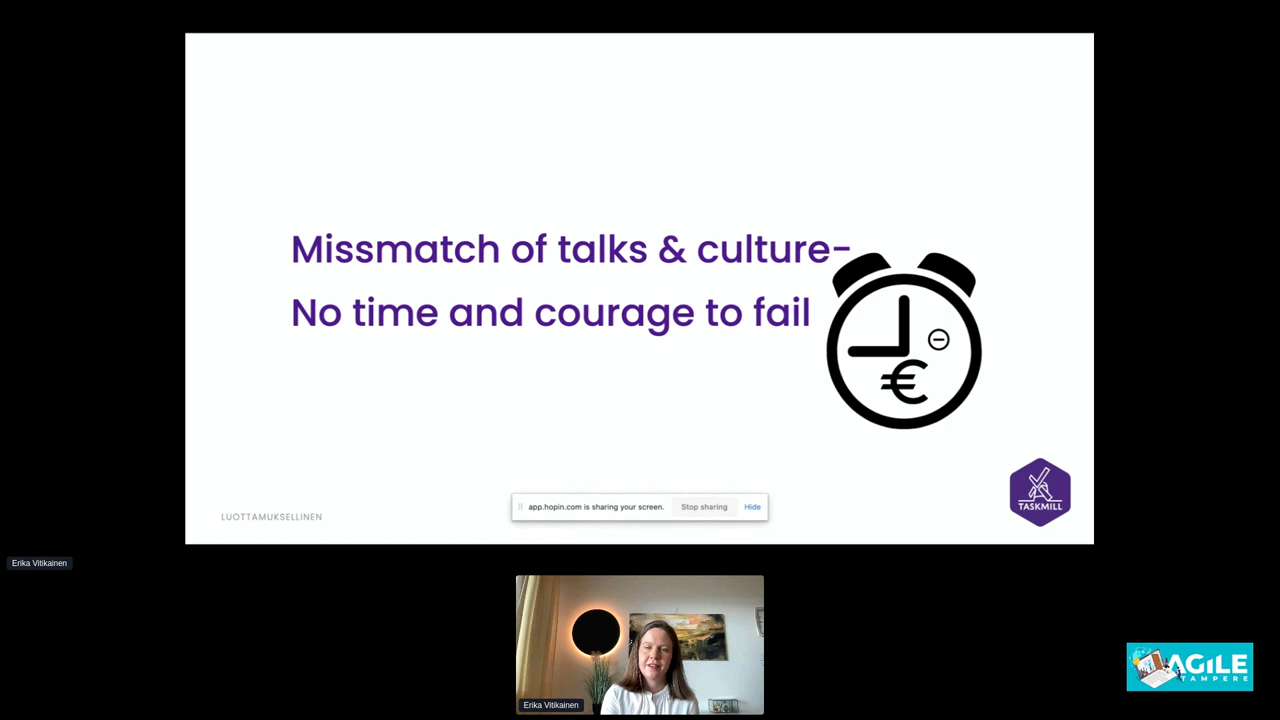 Missmatch of talks & culture-
No time and courage to fail
€
TASKMILL
app.hopin.com is sharing your screen.
Stop sharing
Hide
LUOTTAMUKSELLINEN
Erika Vitikainen
Erika Vitikainen
AGILE
TAMPERE